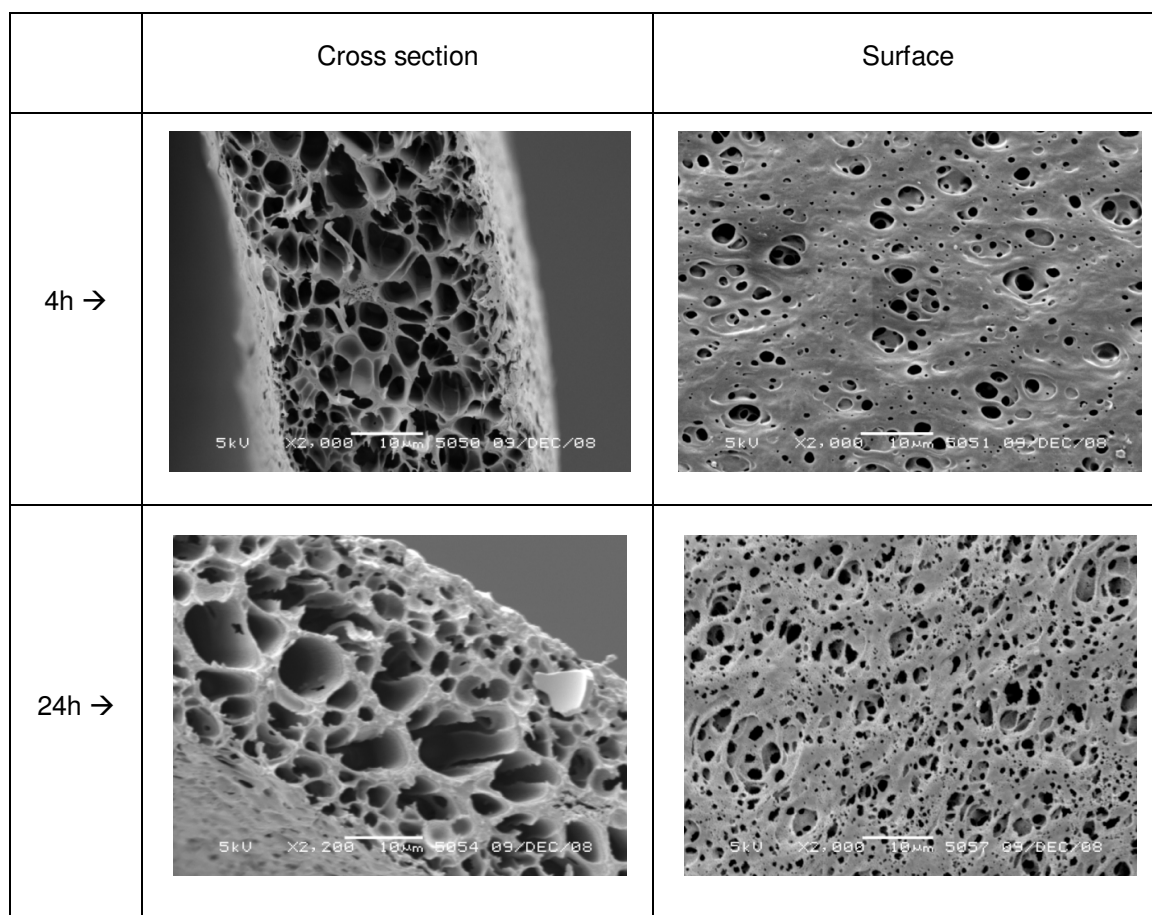 Cross section
Surface
4h →
5kV X2,000 10μm 5050 09/DEC/08
5kV X2,000 10μm 5051 09/DEC/08
24h →
5kV X2,200 10μm 5054 09/DEC/08
5kV X2,000 10μm 5057 09/DEC/08